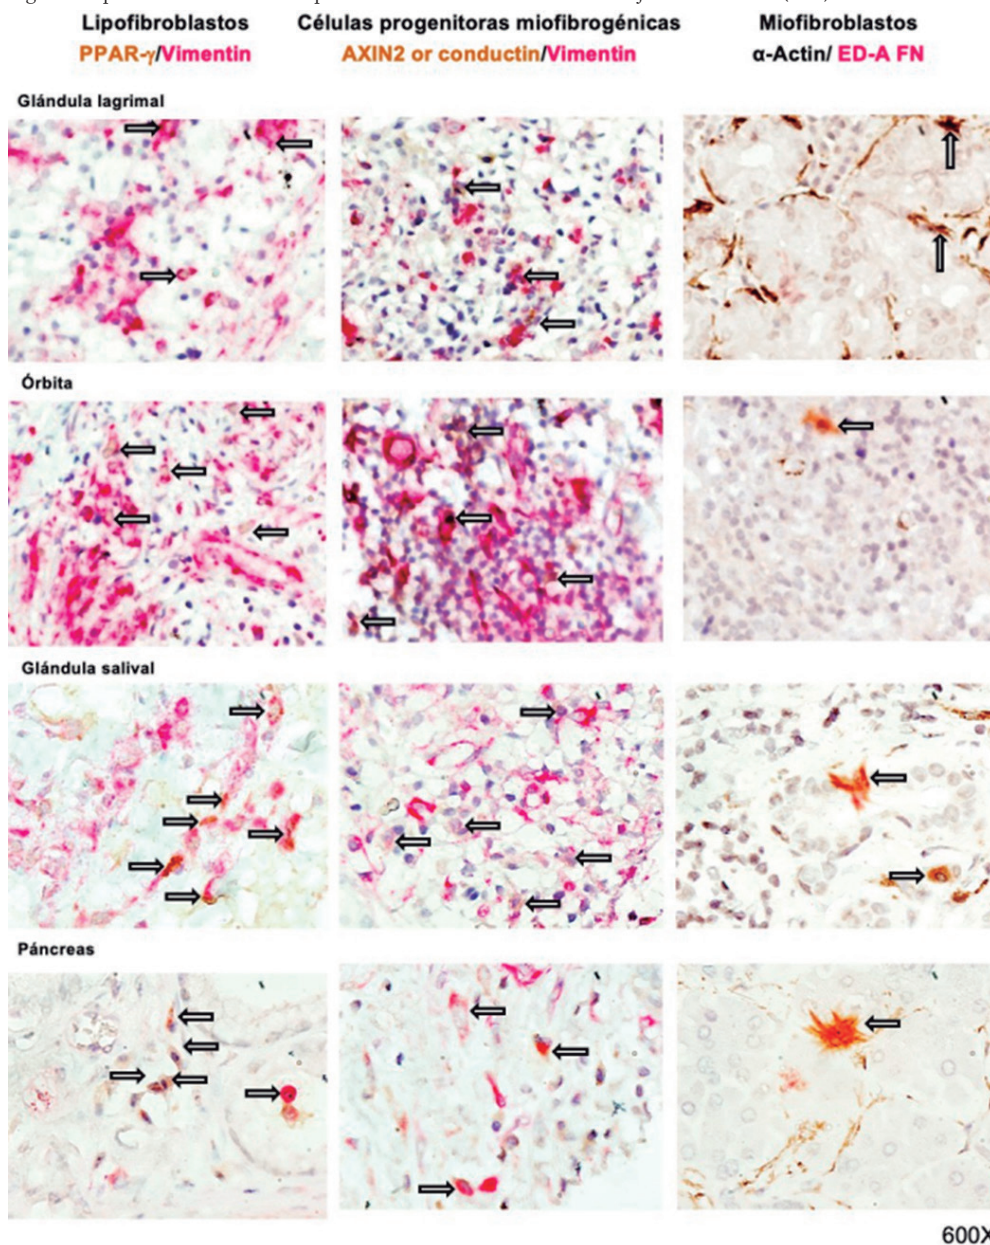 Lipofibroblastos
Células progenitoras miofibrogénicas
Miofibroblastos
PPAR-γ/Vimentin
AXIN2 or conductin/Vimentin
α-Actin/ ED-A FN
Glándula lagrimal
Órbita
Glándula salival
Páncreas
600X